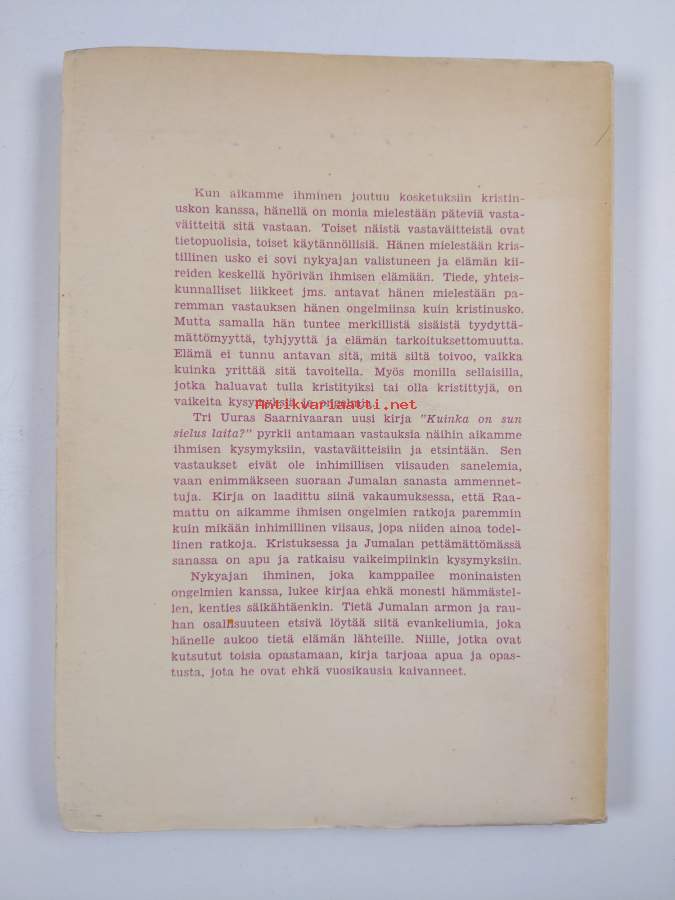 Kun aikamme ihminen joutuu kosketuksiin kristin-
uskon kanssa, hänellä on monia mielestään päteviä vasta-
väitteitä sitä vastaan. Toiset näistä vastaväitteistä ovat
tietopuolisia, toiset käytännöllisiä. Hänen mielestään kris-
tillinen usko ei sovi nykyajan valistuneen ja elämän kii-
reiden keskellä hyörivän ihmisen elämään. Tiede, yhteis-
kunnalliset liikkeet jms. antavat hänen mielestään pa-
remman vastauksen hänen ongelmiinsa kuin kristinusko.
Mutta samalla hän tuntee merkillistä sisäistä tyydyttä-
mättömyyttä, tyhjyyttä ja elämän tarkoituksettomuutta.
Elämä ei tunnu antavan sitä, mitä siltä toivoo, vaikka
kuinka yrittää sitä tavoitella. Myös monilla sellaisilla,
jotka haluavat tulla kristityiksi tai olla kristittyjä, on
vaikeita kysymyksiä ja ongelmia.
Antikvariaatti.net
Tri Uuras Saarnivaaran uusi kirja "Kuinka on sun
sielus laita?" pyrkii antamaan vastauksia näihin aikamme
ihmisen kysymyksiin, vastaväitteisiin ja etsintään. Sen
vastaukset eivät ole inhimillisen viisauden sanelemia,
vaan enimmäkseen suoraan Jumalan sanasta ammennet-
tuja. Kirja on laadittu siinä vakaumuksessa, että Raa-
mattu on aikamme ihmisen ongelmien ratkoja paremmin
kuin mikään inhimillinen viisaus, jopa niiden ainoa todel-
linen ratkoja. Kristuksessa ja Jumalan pettämättömässä
sanassa on apu ja ratkaisu vaikeimpiinkin kysymyksiin.
Nykyajan ihminen, joka kamppailee moninaisten
ongelmien kanssa, lukee kirjaa ehkä monesti hämmästel-
len, kenties säikähtäenkin. Tietä Jumalan armon ja rau-
han osallisuuteen etsivä löytää siitä evankeliumia, joka
hänelle aukoo tietä elämän lähteille. Niille, jotka ovat
kutsutut toisia opastamaan, kirja tarjoaa apua ja opas-
tusta, jota he ovat ehkä vuosikausia kaivanneet.